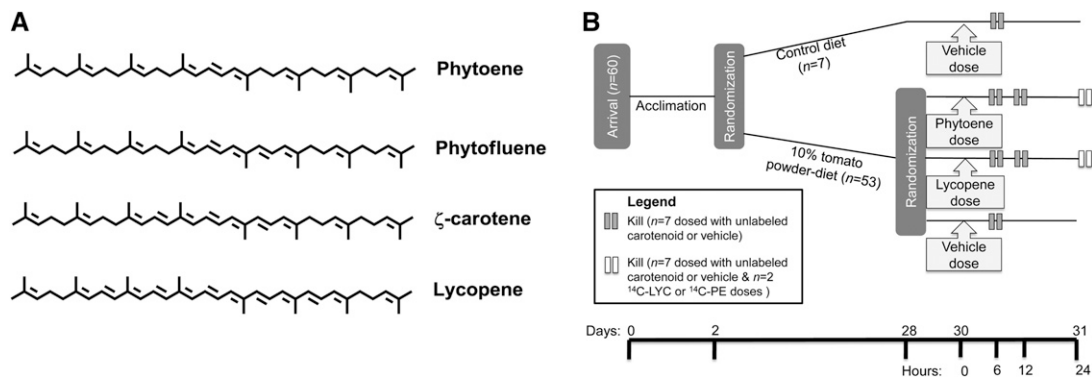 A
Phytoene
Phytofluene
ζ-carotene
Lycopene
B
Arrival (n=60)
Acclimation
Randomization
Control diet
(n=7)
10% tomato
powder-diet (n=53)
Randomization
Vehicle
dose
Phytoene
dose
Lycopene
dose
Vehicle
dose
Legend
Kill (n=7 dosed with unlabeled
carotenoid or vehicle)
Kill (n=7 dosed with unlabeled
carotenoid or vehicle & n=2
¹⁴C-LYC or ¹⁴C-PE doses )
Days: 0 2 28 30 31
Hours: 0 6 12 24